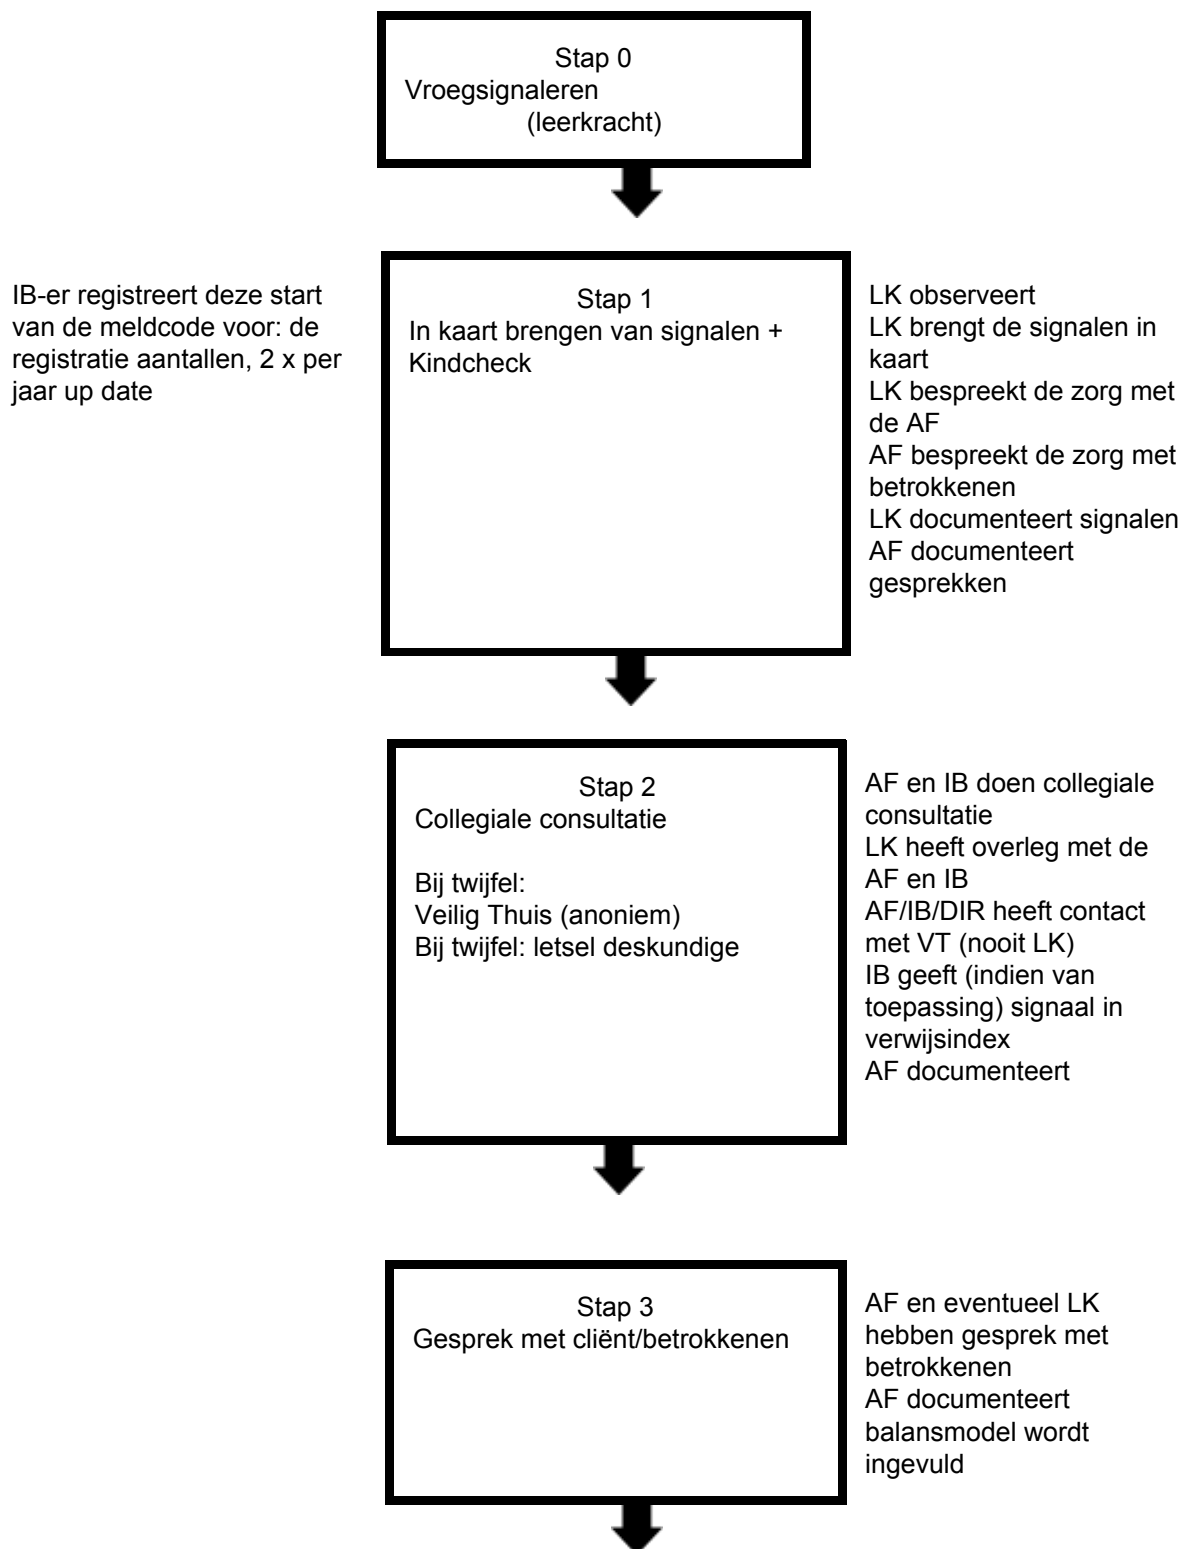 Stap 0
Vroegsignaleren
(leerkracht)
IB-er registreert deze start
van de meldcode voor: de
registratie aantallen, 2 x per
jaar up date
Stap 1
In kaart brengen van signalen +
Kindcheck
LK observeert
LK brengt de signalen in
kaart
LK bespreekt de zorg met
de AF
AF bespreekt de zorg met
betrokkenen
LK documenteert signalen
AF documenteert
gesprekken
Stap 2
Collegiale consultatie
Bij twijfel:
Veilig Thuis (anoniem)
Bij twijfel: letsel deskundige
AF en IB doen collegiale
consultatie
LK heeft overleg met de
AF en IB
AF/IB/DIR heeft contact
met VT (nooit LK)
IB geeft (indien van
toepassing) signaal in
verwijsindex
AF documenteert
Stap 3
Gesprek met cliënt/betrokkenen
AF en eventueel LK
hebben gesprek met
betrokkenen
AF documenteert
balansmodel wordt
ingevuld